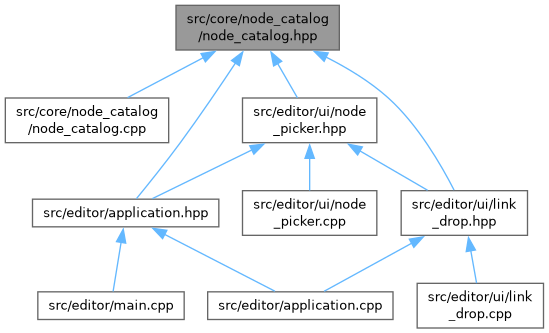 src/core/node_catalog
/node_catalog.hpp
src/core/node_catalog
/node_catalog.cpp
src/editor/ui/node
_picker.hpp
src/editor/application.hpp
src/editor/ui/node
_picker.cpp
src/editor/ui/link
_drop.hpp
src/editor/main.cpp
src/editor/application.cpp
src/editor/ui/link
_drop.cpp